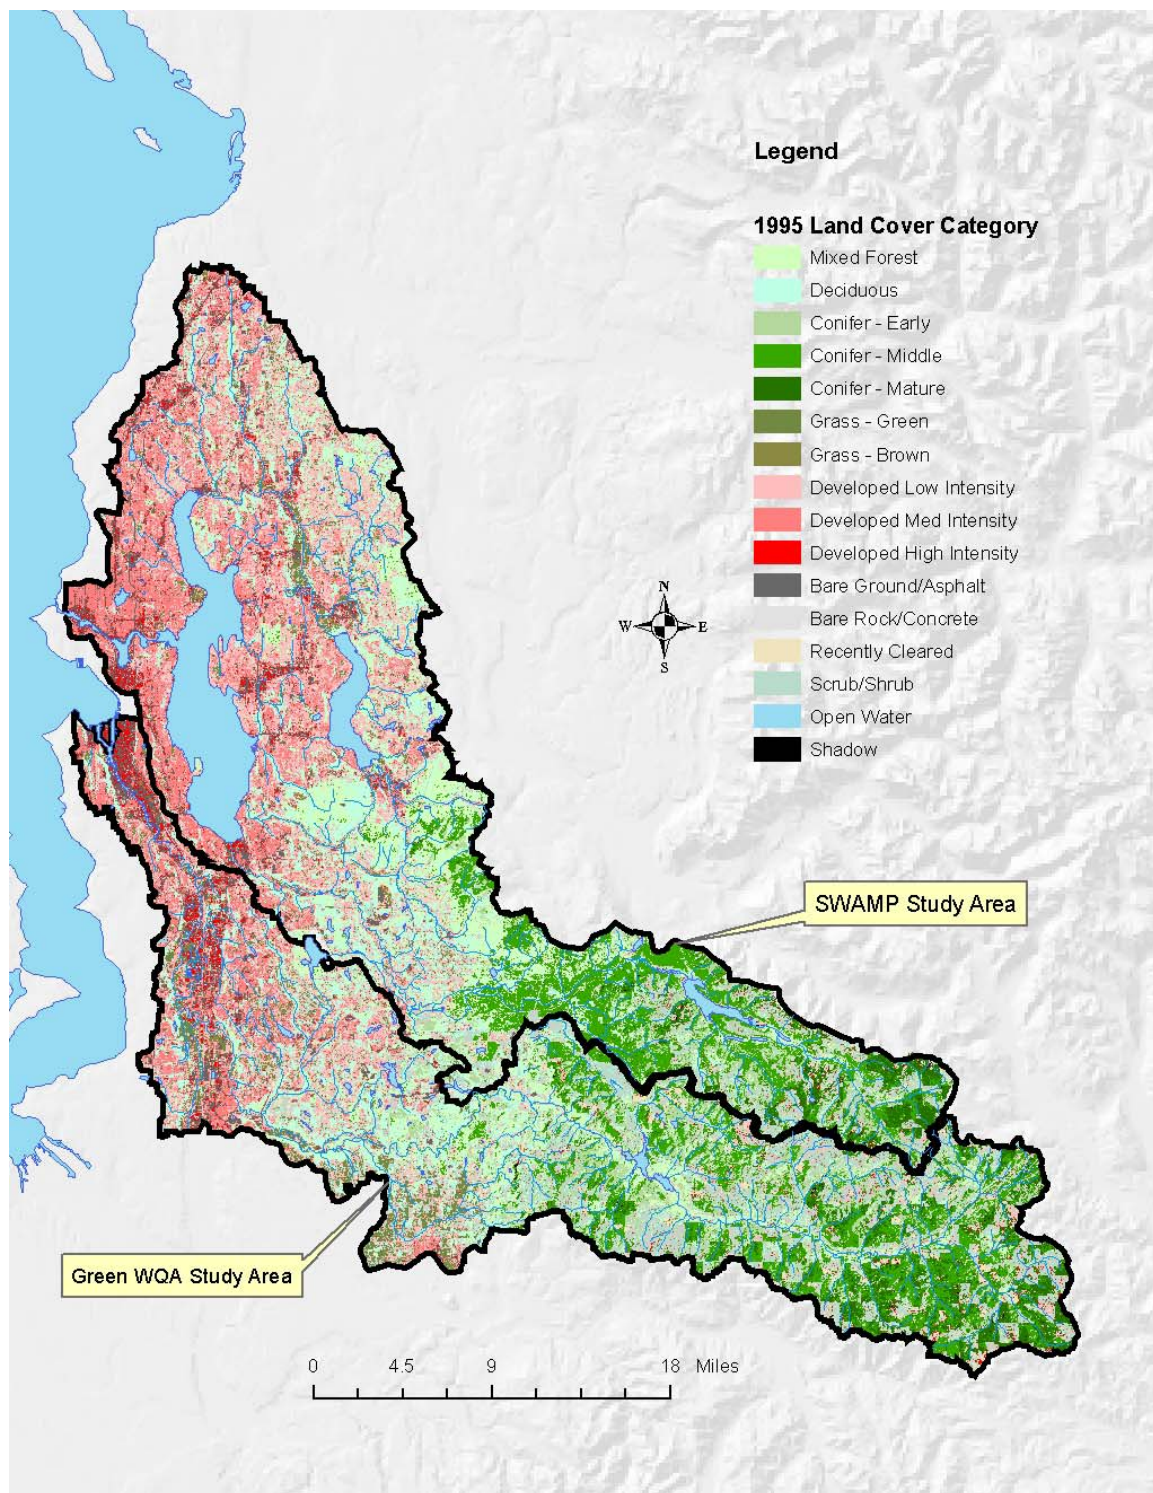 Legend
1995 Land Cover Category
Mixed Forest
Deciduous
Conifer - Early
Conifer - Middle
Conifer - Mature
Grass - Green
Grass - Brown
Developed Low Intensity
Developed Med Intensity
Developed High Intensity
Bare Ground/Asphalt
Bare Rock/Concrete
Recently Cleared
Scrub/Shrub
Open Water
Shadow
N
W E
S
SWAMP Study Area
Green WQA Study Area
0 4.5 9 18 Miles